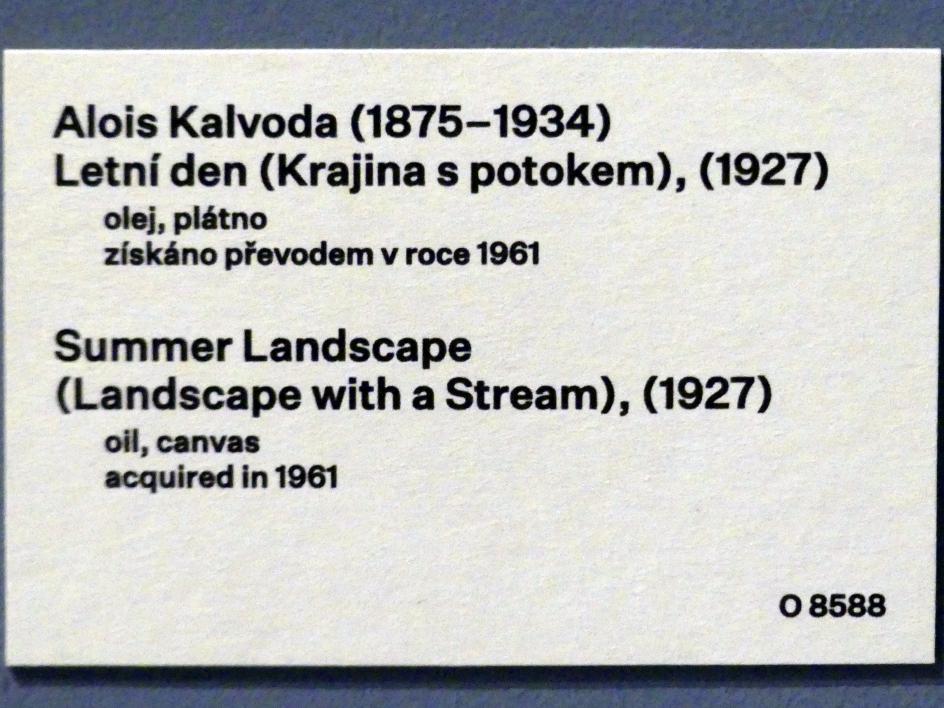 Alois Kalvoda (1875–1934)
Letní den (Krajina s potokem), (1927)
olej, plátno
získáno převodem v roce 1961
Summer Landscape
(Landscape with a Stream), (1927)
oil, canvas
acquired in 1961
O 8588